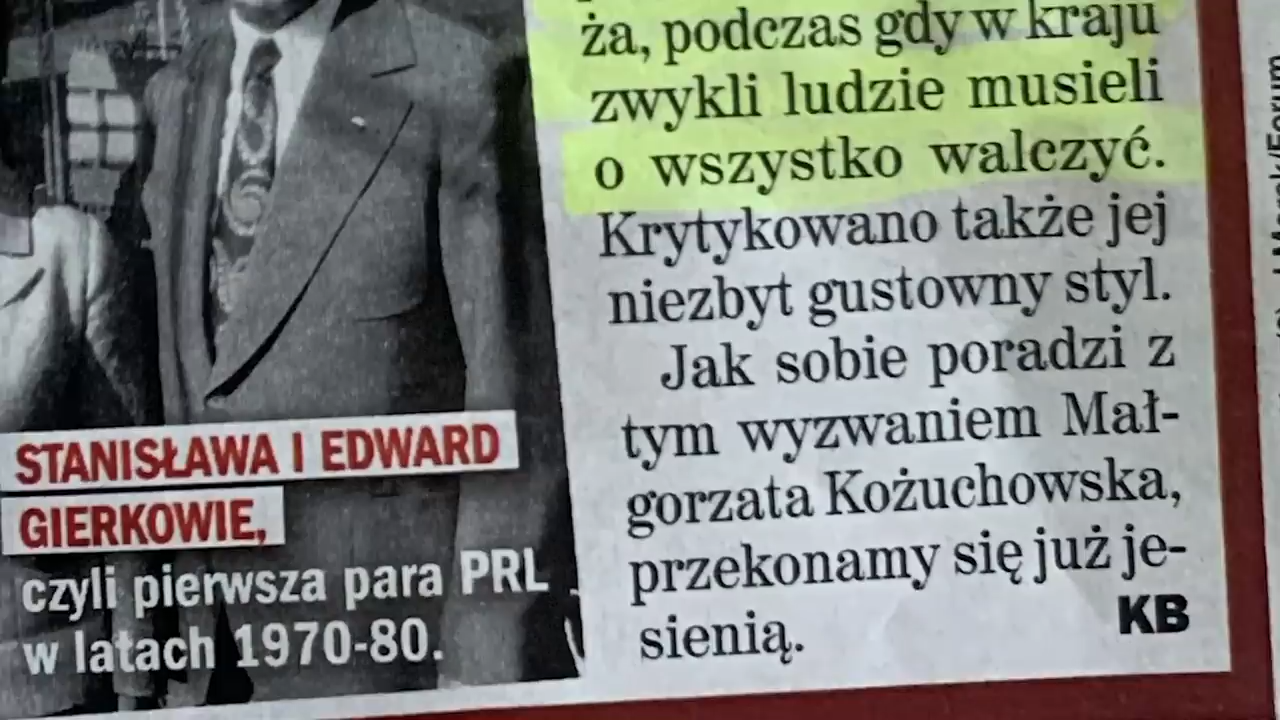 ża, podczas gdy w kraju
zwykli ludzie musieli
o wszystko walczyć.
Krytykowano także jej
niezbyt gustowny styl.
Jak sobie poradzi z
tym wyzwaniem Mał-
gorzata Kożuchowska,
przekonamy się już je-
sienią.
KB
STANISŁAWA I EDWARD
GIERKOWIE,
czyli pierwsza para PRL
w latach 1970-80.